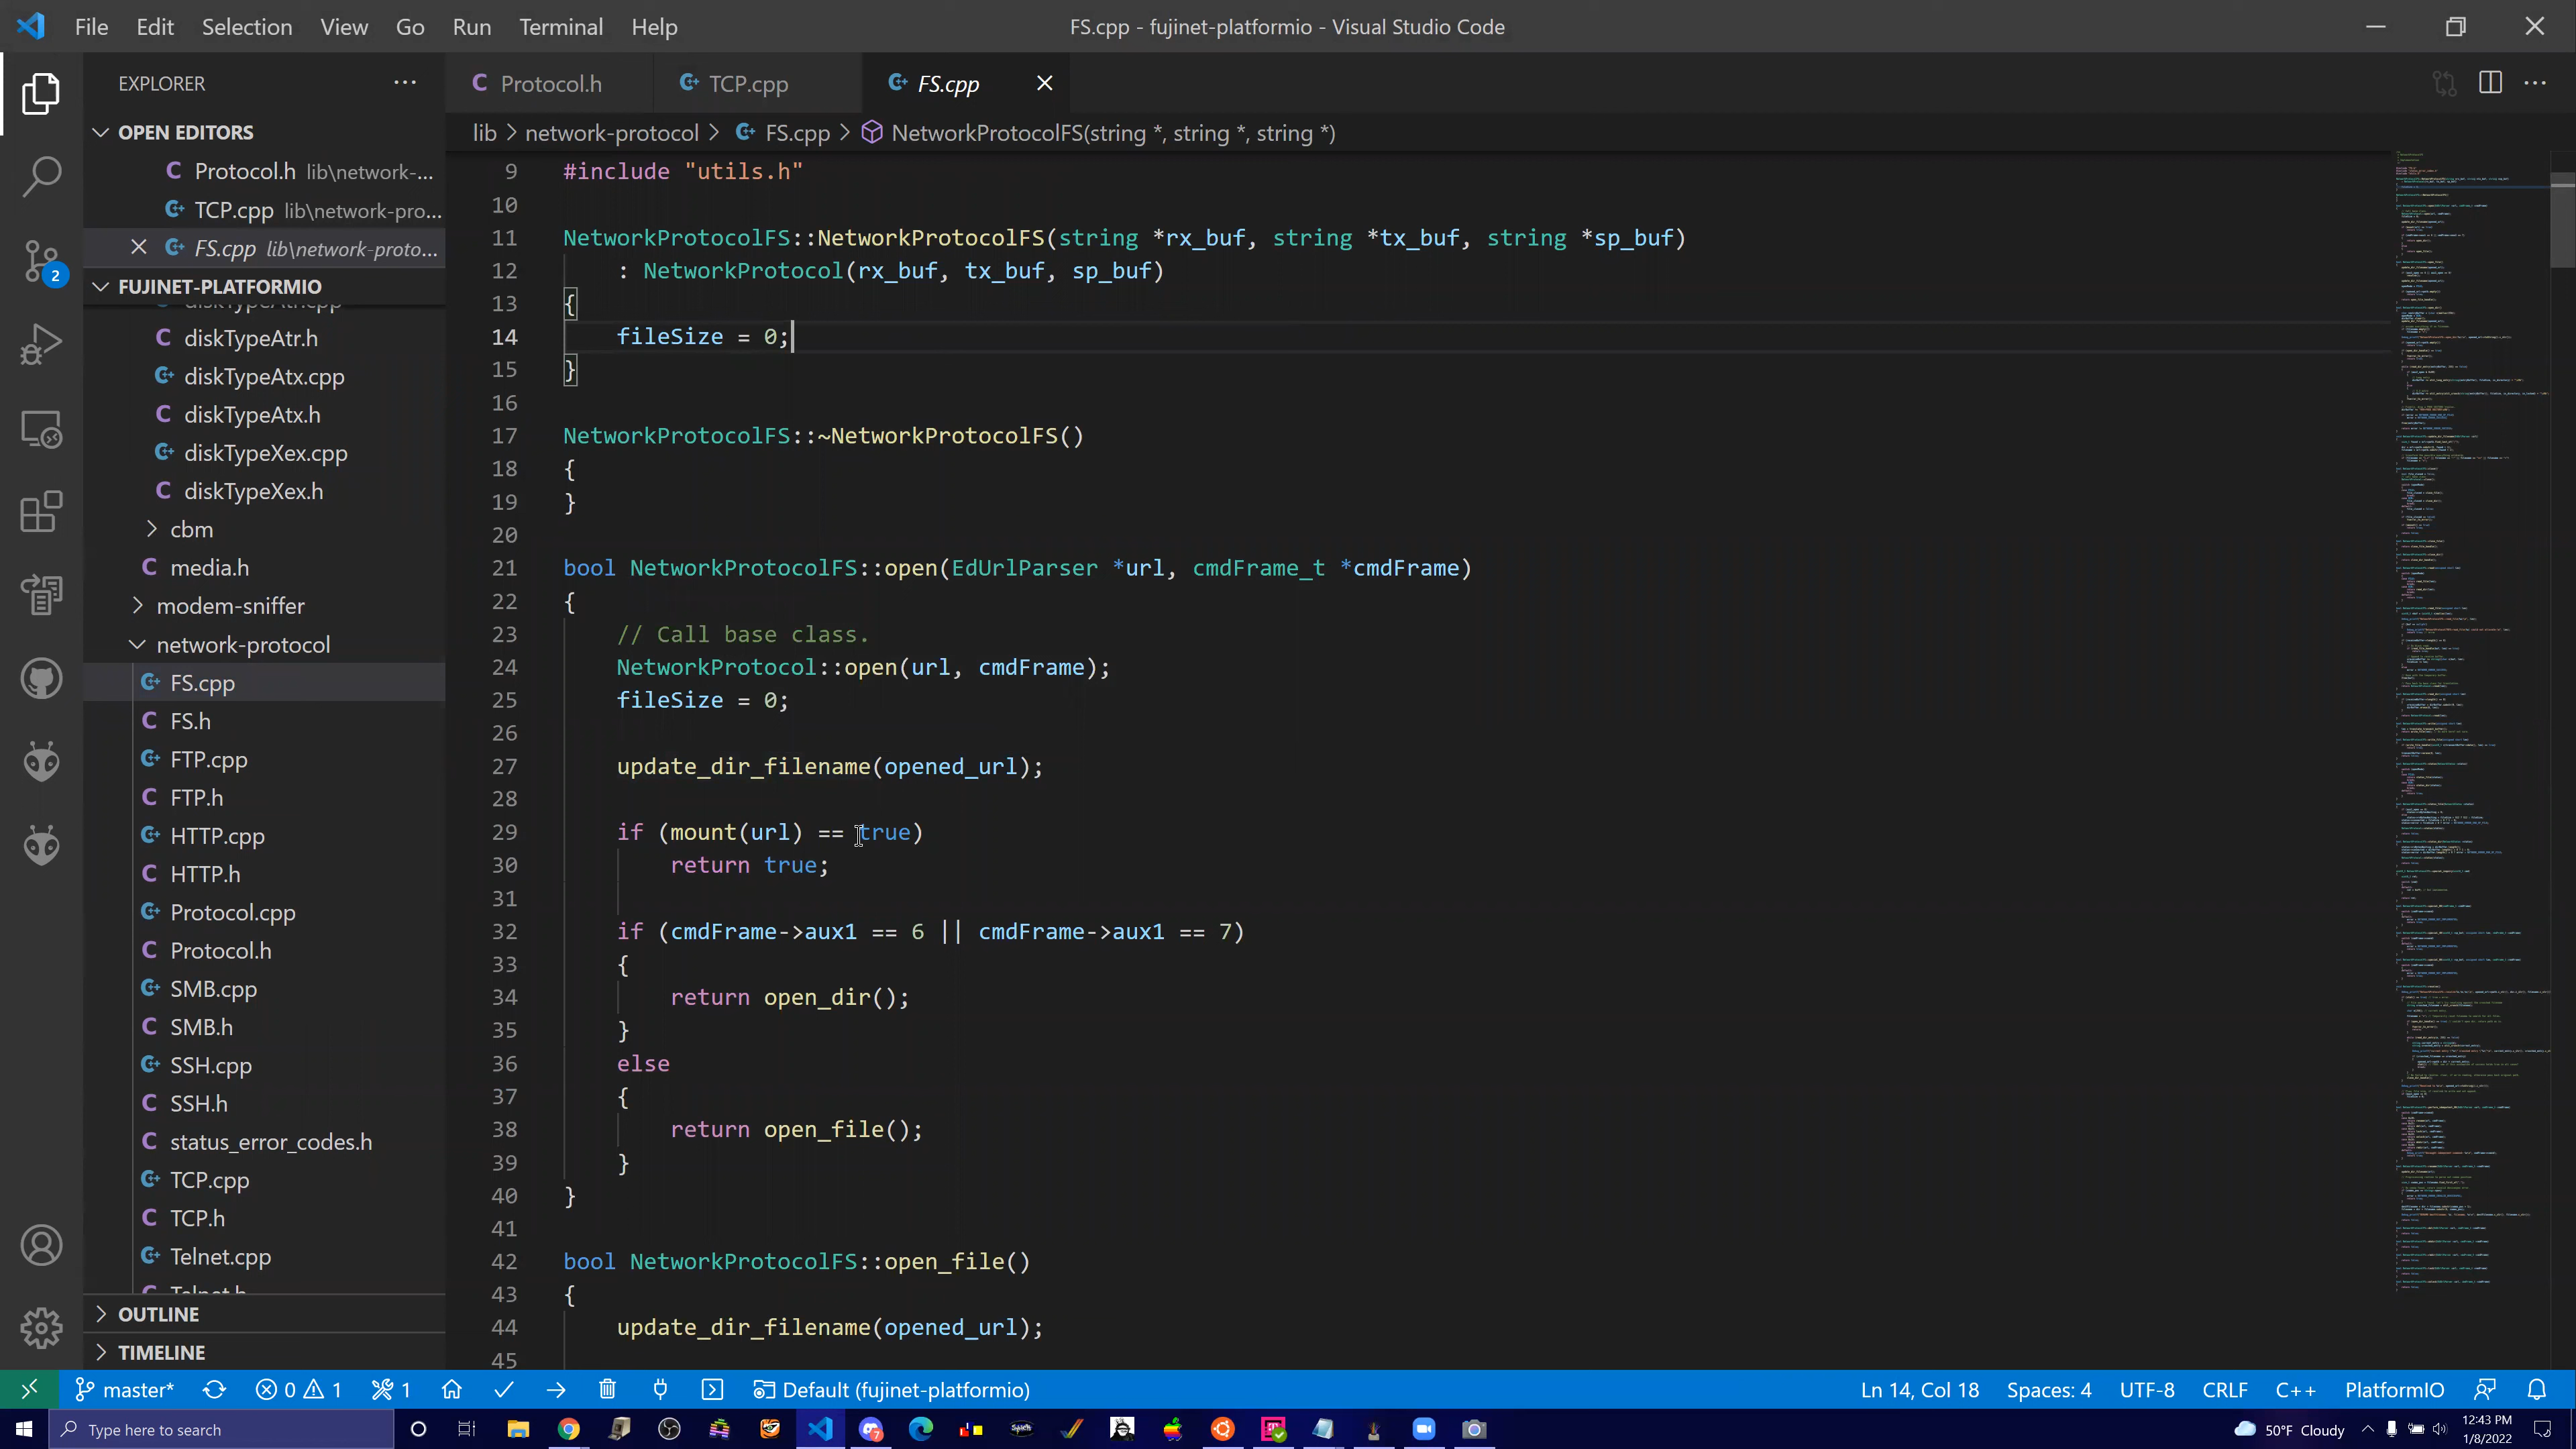 File Edit Selection View Go Run Terminal Help
FS.cpp - fujinet-platformio - Visual Studio Code
EXPLORER
OPEN EDITORS
Protocol.h lib\network-...
TCP.cpp lib\network-pro...
FS.cpp lib\network-proto...
FUJINET-PLATFORMIO
diskTypeAtr.cpp
diskTypeAtr.h
diskTypeAtx.cpp
diskTypeAtx.h
diskTypeXex.cpp
diskTypeXex.h
cbm
media.h
modem-sniffer
network-protocol
FS.cpp
FS.h
FTP.cpp
FTP.h
HTTP.cpp
HTTP.h
Protocol.cpp
Protocol.h
SMB.cpp
SMB.h
SSH.cpp
SSH.h
status_error_codes.h
TCP.cpp
TCP.h
Telnet.cpp
Telnet.h
OUTLINE
TIMELINE
2
Protocol.h TCP.cpp FS.cpp
lib > network-protocol > FS.cpp > NetworkProtocolFS(string *, string *, string *)
9 #include "utils.h"
10
11 NetworkProtocolFS::NetworkProtocolFS(string *rx_buf, string *tx_buf, string *sp_buf)
12 : NetworkProtocol(rx_buf, tx_buf, sp_buf)
13 {
14 fileSize = 0;
15 }
16
17 NetworkProtocolFS::~NetworkProtocolFS()
18 {
19 }
20
21 bool NetworkProtocolFS::open(EdUrlParser *url, cmdFrame_t *cmdFrame)
22 {
23 // Call base class.
24 NetworkProtocol::open(url, cmdFrame);
25 fileSize = 0;
26
27 update_dir_filename(opened_url);
28
29 if (mount(url) == true)
30 return true;
31
32 if (cmdFrame->aux1 == 6 || cmdFrame->aux1 == 7)
33 {
34 return open_dir();
35 }
36 else
37 {
38 return open_file();
39 }
40 }
41
42 bool NetworkProtocolFS::open_file()
43 {
44 update_dir_filename(opened_url);
45
master* 0 1 1 Default (fujinet-platformio) Ln 14, Col 18 Spaces: 4 UTF-8 CRLF C++ PlatformIO
Type here to search
50°F Cloudy
12:43 PM
1/8/2022